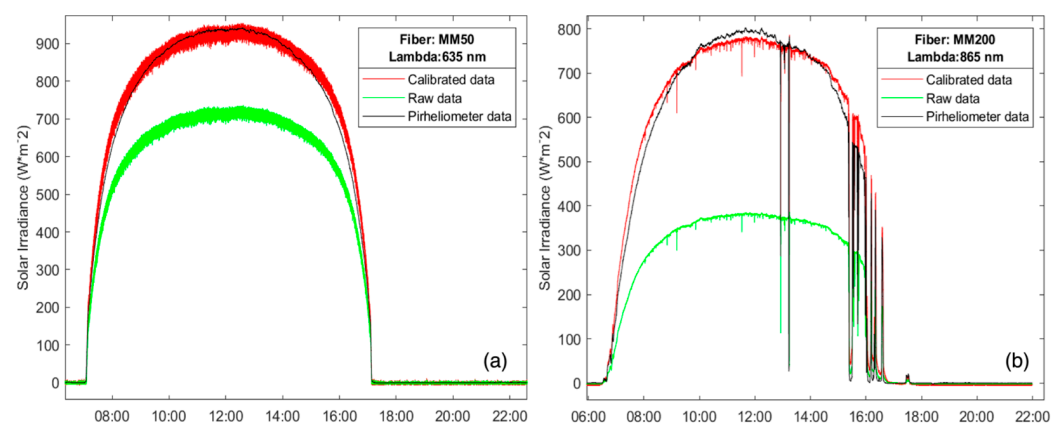 Solar Irradiance (W*m¯2)
900
800
700
600
500
400
300
200
100
0
08:00 10:00 12:00 14:00 16:00 18:00 20:00 22:00
Fiber: MM50
Lambda:635 nm
Calibrated data
Raw data
Pirheliometer data
(a)
Solar Irradiance (W*m¯2)
800
700
600
500
400
300
200
100
0
06:00 08:00 10:00 12:00 14:00 16:00 18:00 20:00 22:00
Fiber: MM200
Lambda:865 nm
Calibrated data
Raw data
Pirheliometer data
(b)